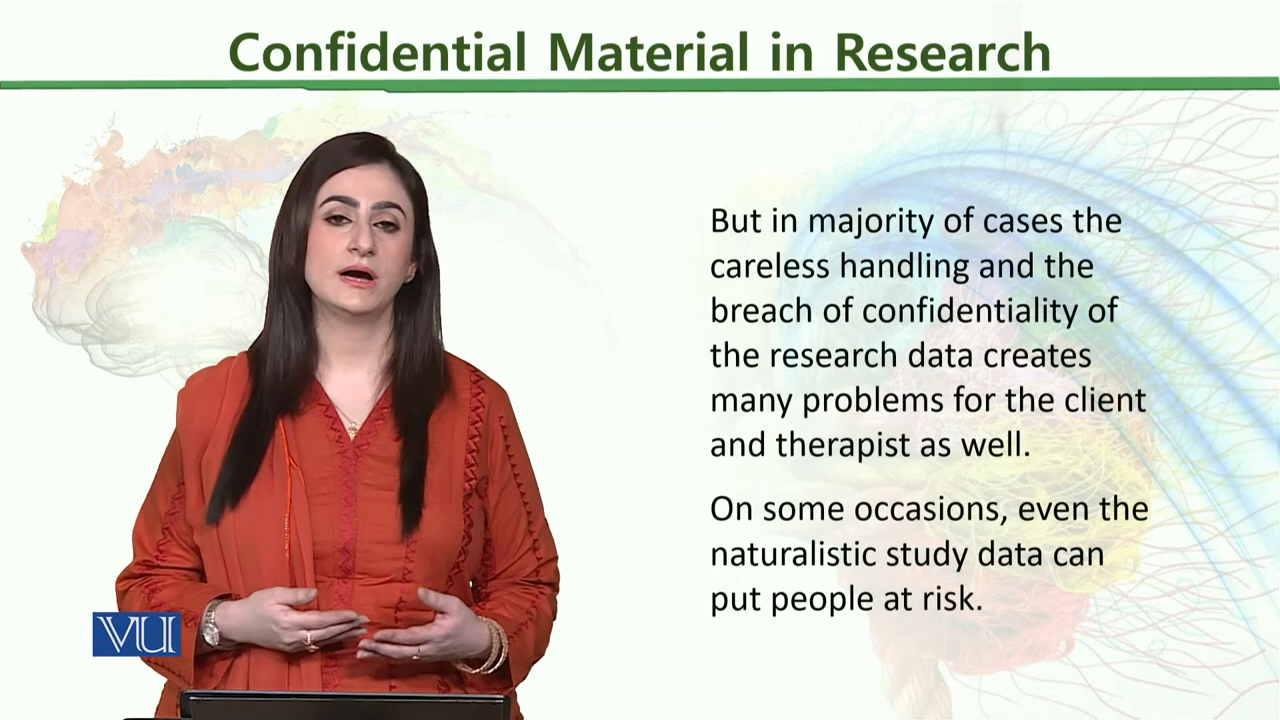 Confidential Material in Research
But in majority of cases the
careless handling and the
breach of confidentiality of
the research data creates
many problems for the client
and therapist as well.
On some occasions, even the
naturalistic study data can
put people at risk.
VU